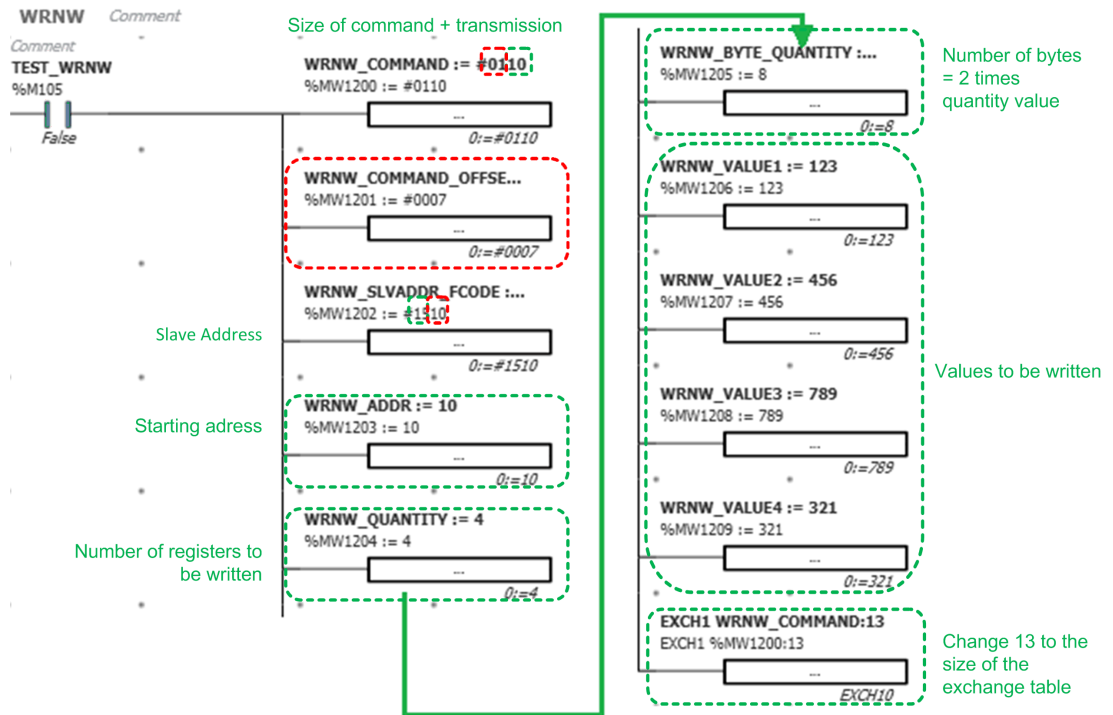 WRNW Comment
Comment
TEST_WRNW
%M105
False
Size of command + transmission
WRNW_COMMAND := #0110
%MW1200 := #0110
...
0:=#0110
WRNW_COMMAND_OFFSE...
%MW1201 := #0007
...
0:=#0007
WRNW_SLVADDR_FCODE :...
%MW1202 := #1510
Slave Address
...
0:=#1510
WRNW_ADDR := 10
%MW1203 := 10
Starting adress
...
0:=10
WRNW_QUANTITY := 4
%MW1204 := 4
Number of registers to
be written
...
0:=4
WRNW_BYTE_QUANTITY :...
%MW1205 := 8
...
0:=8
Number of bytes
= 2 times
quantity value
WRNW_VALUE1 := 123
%MW1206 := 123
...
0:=123
WRNW_VALUE2 := 456
%MW1207 := 456
...
0:=456
Values to be written
WRNW_VALUE3 := 789
%MW1208 := 789
...
0:=789
WRNW_VALUE4 := 321
%MW1209 := 321
...
0:=321
EXCH1 WRNW_COMMAND:13
EXCH1 %MW1200:13
...
EXCH10
Change 13 to the
size of the
exchange table